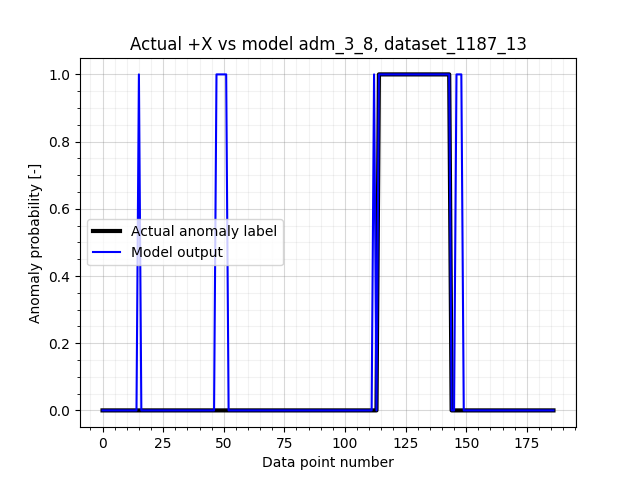 Actual +X vs model adm_3_8, dataset_1187_13
Anomaly probability [-]
1.0
0.8
0.6
0.4
0.2
0.0
Actual anomaly label
Model output
0 25 50 75 100 125 150 175
Data point number